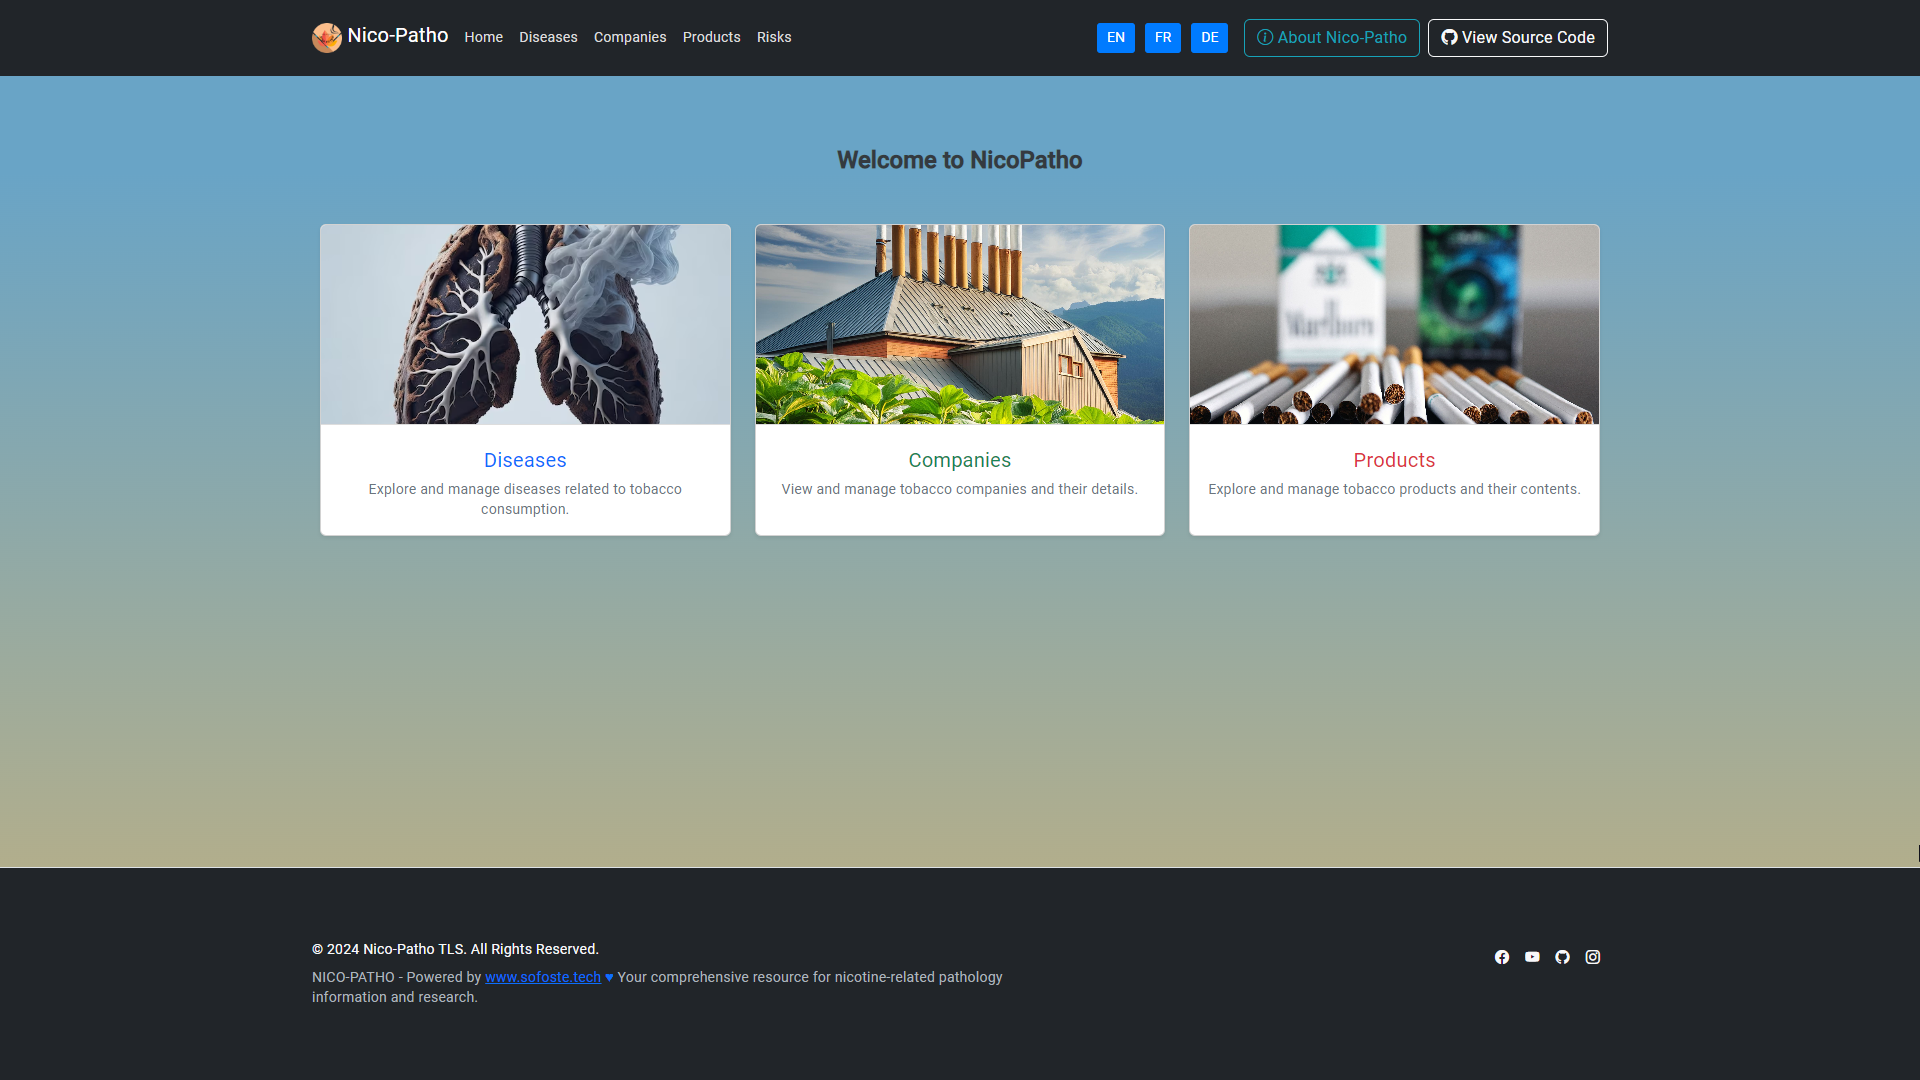 Nico-Patho Home Diseases Companies Products Risks EN FR DE About Nico-Patho View Source Code
Welcome to NicoPatho
Marlboro
Diseases
Explore and manage diseases related to tobacco
consumption.
Companies
View and manage tobacco companies and their details.
Products
Explore and manage tobacco products and their contents.
© 2024 Nico-Patho TLS. All Rights Reserved.
NICO-PATHO - Powered by www.sofoste.tech ♥ Your comprehensive resource for nicotine-related pathology
information and research.